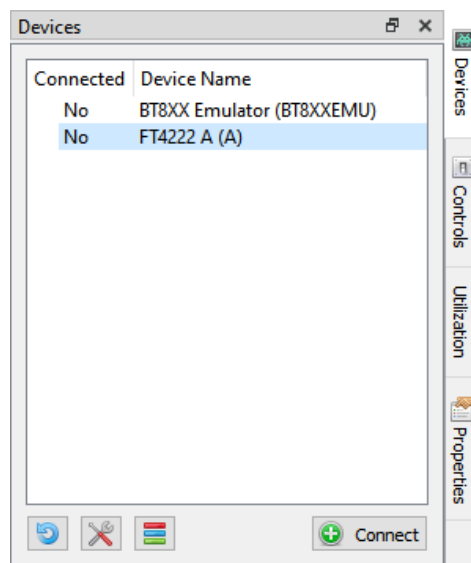 Devices
Connected Device Name
No BT8XX Emulator (BT8XXEMU)
No FT4222 A (A)
Connect
Devices
Controls
Utilization
Properties